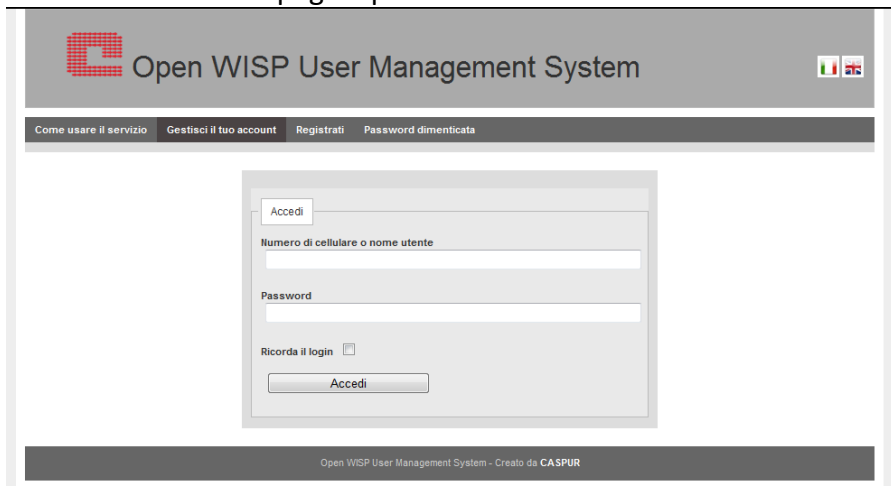 Open WISP User Management System
Come usare il servizio Gestisci il tuo account Registrati Password dimenticata
Accedi
Numero di cellulare o nome utente
Password
Ricorda il login
Accedi
Open WISP User Management System - Creato da CASPUR